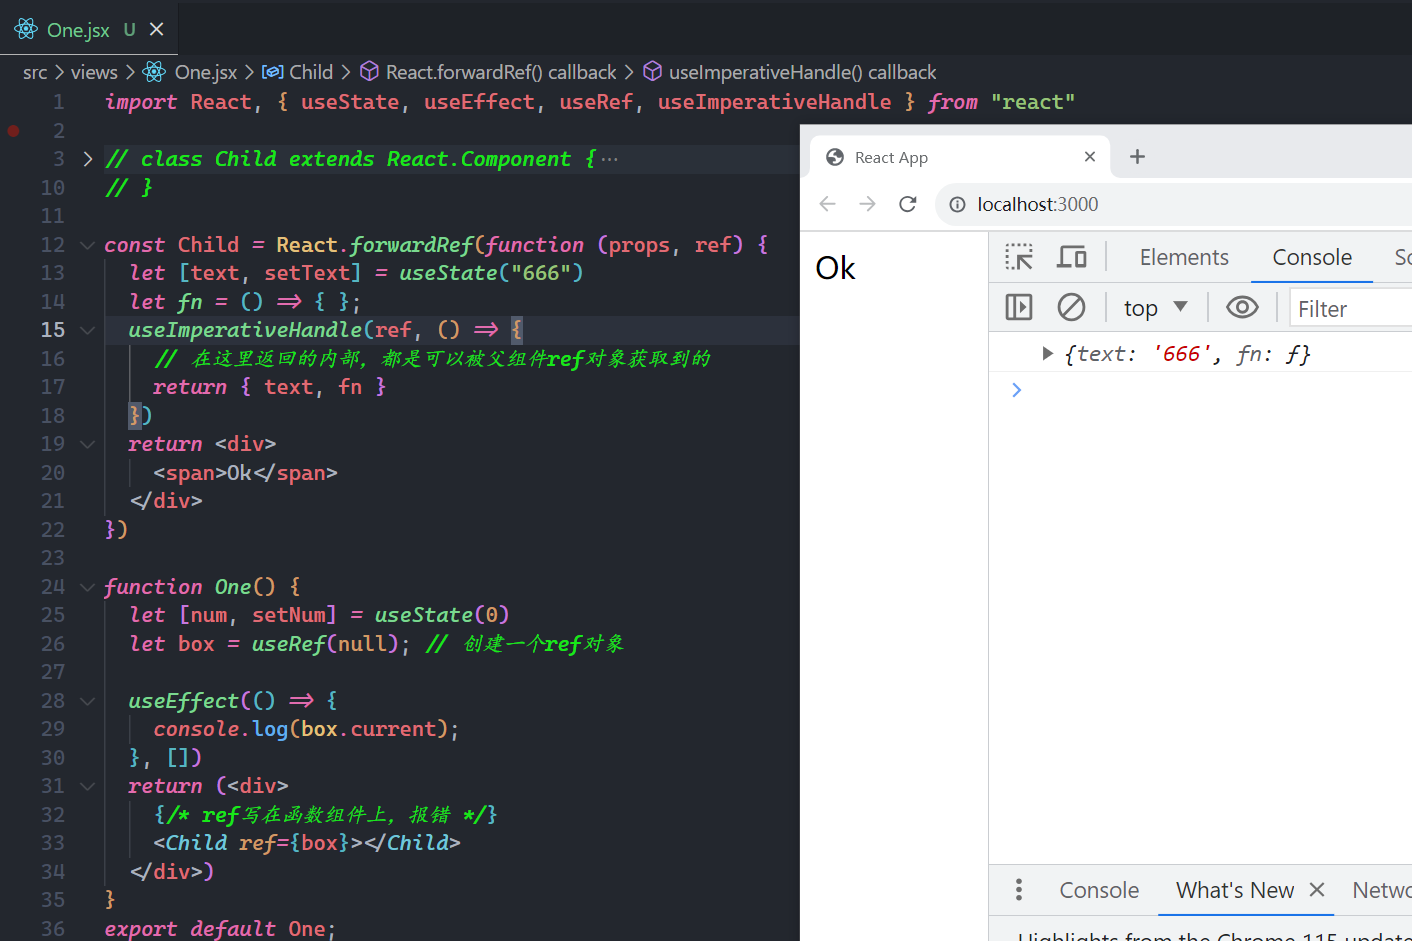 One.jsx U
src > views > One.jsx > Child > React.forwardRef() callback > useImperativeHandle() callback
1 import React, { useState, useEffect, useRef, useImperativeHandle } from "react"
2
3 // class Child extends React.Component {···
10 // }
11
12 const Child = React.forwardRef(function (props, ref) {
13 let [text, setText] = useState("666")
14 let fn = () => { };
15 useImperativeHandle(ref, () => {
16 // 在这里返回的内部，都是可以被父组件ref对象获取到的
17 return { text, fn }
18 })
19 return <div>
20 <span>Ok</span>
21 </div>
22 })
23
24 function One() {
25 let [num, setNum] = useState(0)
26 let box = useRef(null); // 创建一个ref对象
27
28 useEffect(() => {
29 console.log(box.current);
30 }, [])
31 return (<div>
32 {/* ref写在函数组件上，报错 */}
33 <Child ref={box}></Child>
34 </div>)
35 }
36 export default One;
React App
localhost:3000
Ok
Elements Console Sc
top Filter
{text: '666', fn: ƒ}
Console What's New Netwo
Highlights from the Chrome 115 update